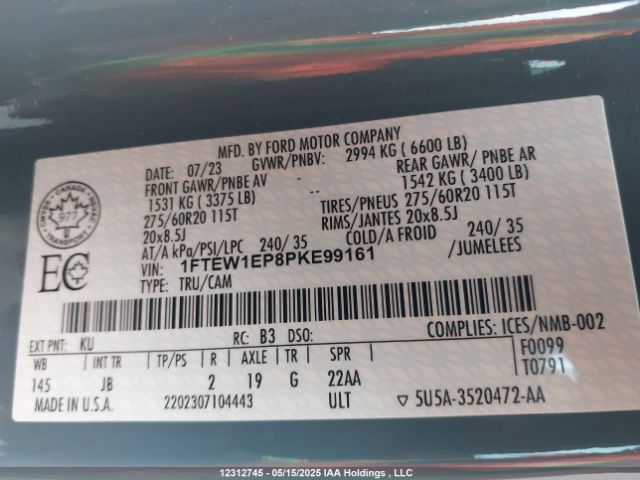 MFD. BY FORD MOTOR COMPANY
DATE: 07/23 GVWR/PNBV: 2994 KG ( 6600 LB)
FRONT GAWR/PNBE AV - REAR GAWR/ PNBE AR
1531 KG ( 3375 LB) -- 1542 KG ( 3400 LB)
275/60R20 115T TIRES/PNEUS 275/60R20 115T
20x8.5J RIMS/JANTES 20x8.5J
AT/A kPa/PSI/LPC 240/ 35 COLD/A FROID 240/ 35
VIN: 1FTEW1EP8PKE99161 /JUMELEES
TYPE: TRU/CAM
CANADA
977
TRANSPORT
EC
EXT PNT: KU RC: B3 DSO: COMPLIES: ICES/NMB-002
WB INT TR TP/PS R AXLE TR SPR F0099
145 JB 2 19 G 22AA T0791
MADE IN U.S.A. 2202307104443 ULT ▽ 5U5A-3520472-AA
12312745 - 05/15/2025 IAA Holdings , LLC